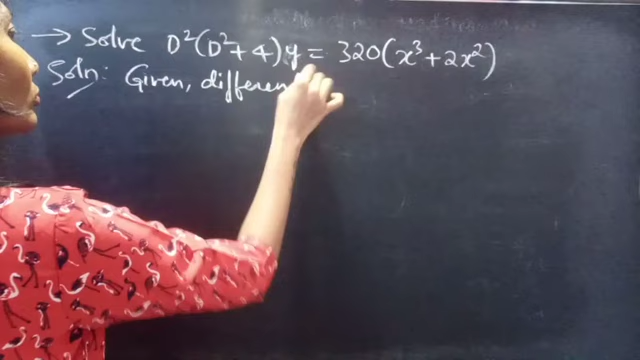 → Solve D²(D²+4)y = 320(x³+2x²)
Soln: Given, differen